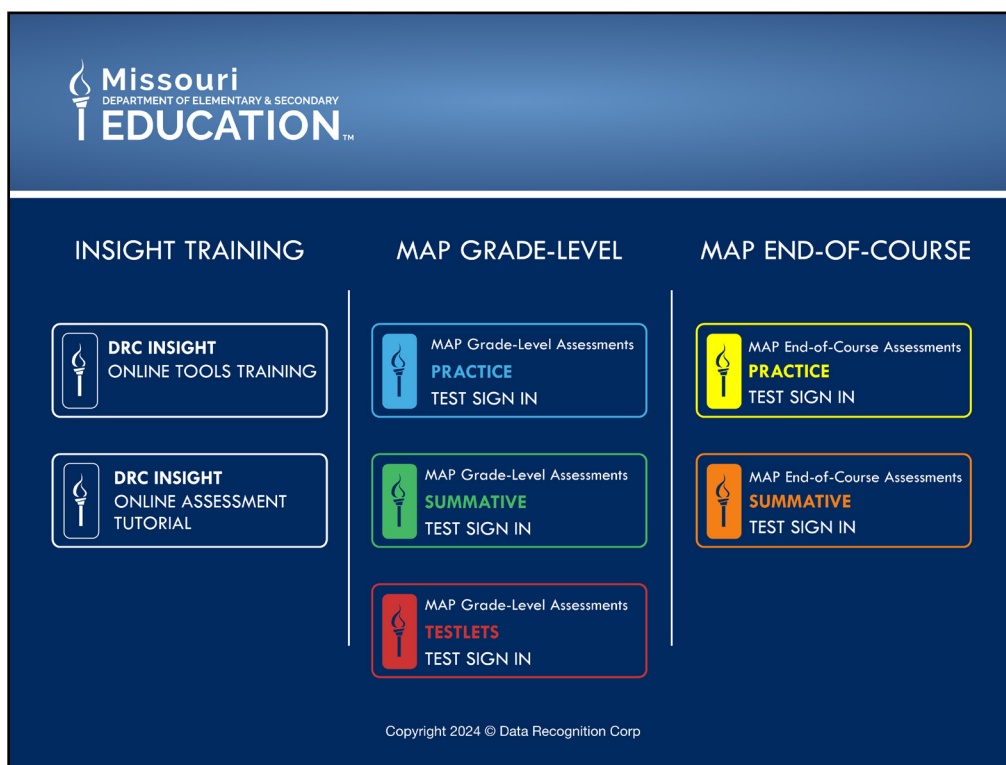 Missouri
DEPARTMENT OF ELEMENTARY & SECONDARY
EDUCATION™
INSIGHT TRAINING
DRC INSIGHT
ONLINE TOOLS TRAINING
DRC INSIGHT
ONLINE ASSESSMENT
TUTORIAL
MAP GRADE-LEVEL
MAP Grade-Level Assessments
PRACTICE
TEST SIGN IN
MAP Grade-Level Assessments
SUMMATIVE
TEST SIGN IN
MAP Grade-Level Assessments
TESTLETS
TEST SIGN IN
MAP END-OF-COURSE
MAP End-of-Course Assessments
PRACTICE
TEST SIGN IN
MAP End-of-Course Assessments
SUMMATIVE
TEST SIGN IN
Copyright 2024 © Data Recognition Corp